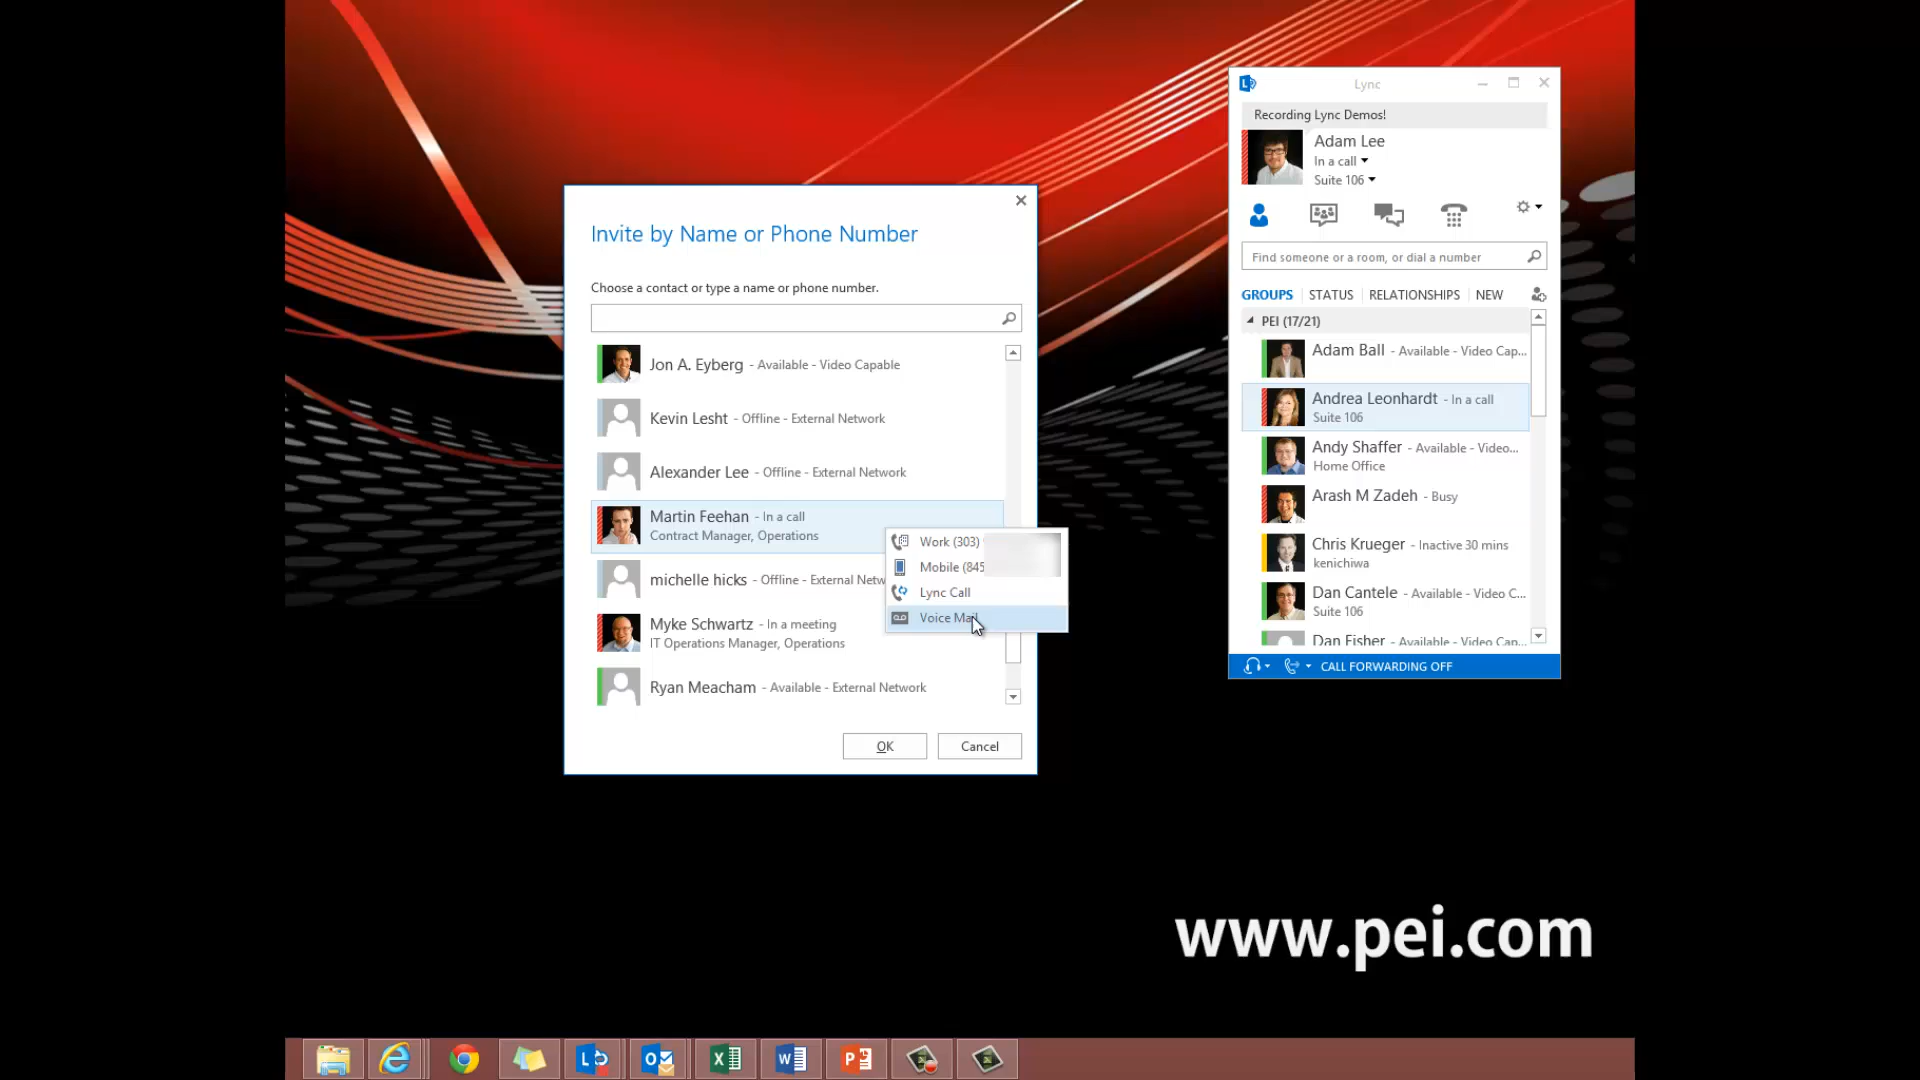 Invite by Name or Phone Number
Choose a contact or type a name or phone number.
Jon A. Eyberg - Available - Video Capable
Kevin Lesht - Offline - External Network
Alexander Lee - Offline - External Network
Martin Feehan - In a call
Contract Manager, Operations
Work (303)
Mobile (845
Lync Call
Voice Mail
michelle hicks - Offline - External Netw
Myke Schwartz - In a meeting
IT Operations Manager, Operations
Ryan Meacham - Available - External Network
OK
Cancel
Lync
Recording Lync Demos!
Adam Lee
In a call
Suite 106
Find someone or a room, or dial a number
GROUPS STATUS RELATIONSHIPS NEW
PEI (17/21)
Adam Ball - Available - Video Cap...
Andrea Leonhardt - In a call
Suite 106
Andy Shaffer - Available - Video...
Home Office
Arash M Zadeh - Busy
Chris Krueger - Inactive 30 mins
kenichiwa
Dan Cantele - Available - Video C...
Suite 106
Dan Fisher - Available - Video Cap...
CALL FORWARDING OFF
www.pei.com